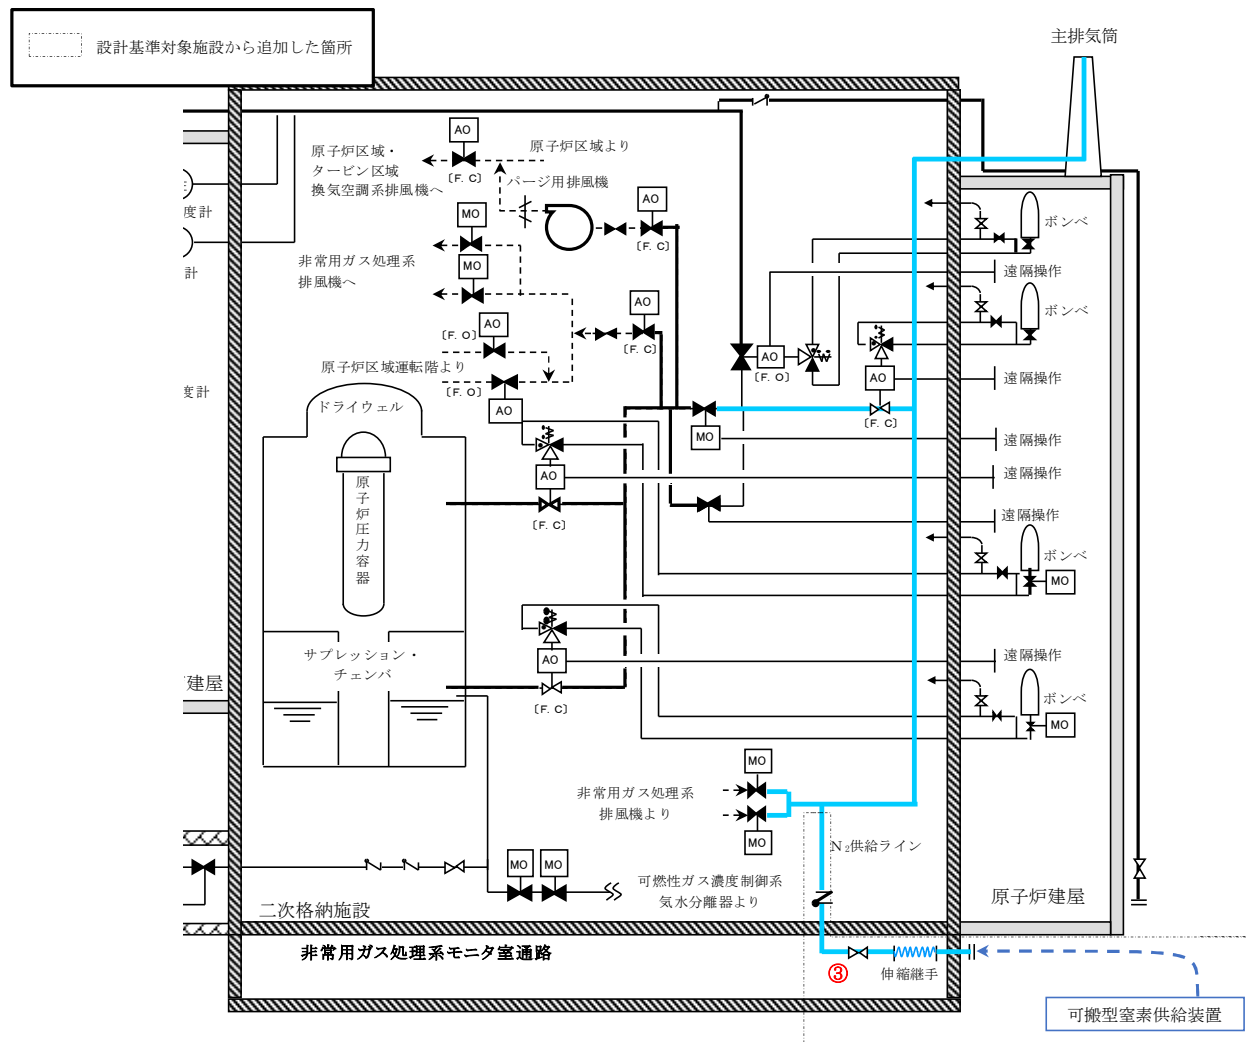 設計基準対象施設から追加した箇所
主排気筒
AO
原子炉区域・
タービン区域
換気空調系排風機へ
(F. C)
原子炉区域より
パージ用排風機
AO
(F. C)
度計
計
度計
建屋
MO
非常用ガス処理系
排風機へ
MO
AO
(F. O)
AO
(F. C)
原子炉区域運転階より
(F. O)
AO
AO
(F. O)
ボンベ
遠隔操作
ボンベ
AO
(F. C)
遠隔操作
MO
遠隔操作
遠隔操作
遠隔操作
ドライウェル
原子炉圧力容器
AO
(F. C)
ボンベ
MO
サプレッション・
チェンバ
AO
(F. C)
遠隔操作
ボンベ
MO
MO
非常用ガス処理系
排風機より
MO
N₂供給ライン
MO
MO
可燃性ガス濃度制御系
気水分離器より
二次格納施設
原子炉建屋
非常用ガス処理系モニタ室通路
③
伸縮継手
可搬型窒素供給装置